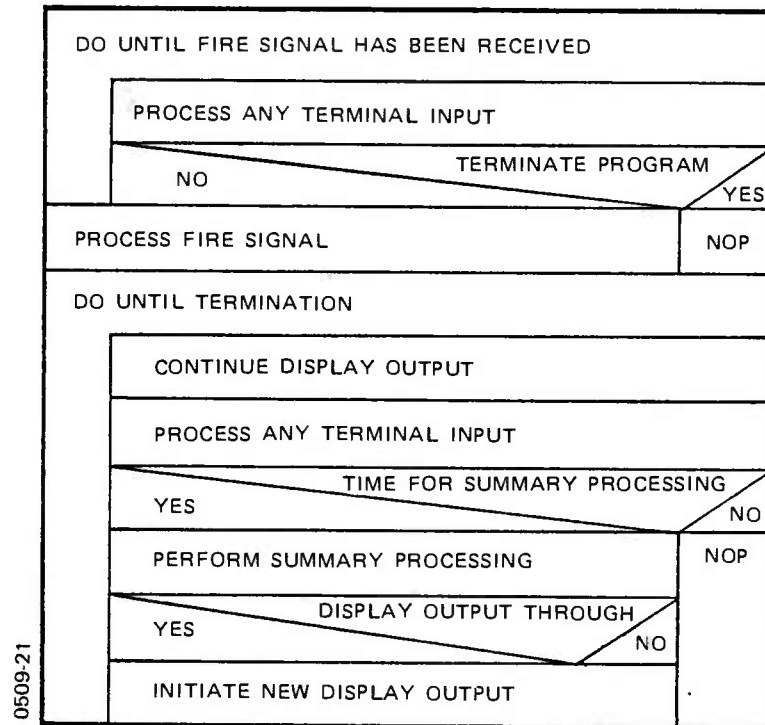 DO UNTIL FIRE SIGNAL HAS BEEN RECEIVED
PROCESS ANY TERMINAL INPUT
TERMINATE PROGRAM
NO
YES
PROCESS FIRE SIGNAL
NOP
DO UNTIL TERMINATION
CONTINUE DISPLAY OUTPUT
PROCESS ANY TERMINAL INPUT
TIME FOR SUMMARY PROCESSING
YES
NO
PERFORM SUMMARY PROCESSING
NOP
DISPLAY OUTPUT THROUGH
YES
NO
INITIATE NEW DISPLAY OUTPUT
0509-21